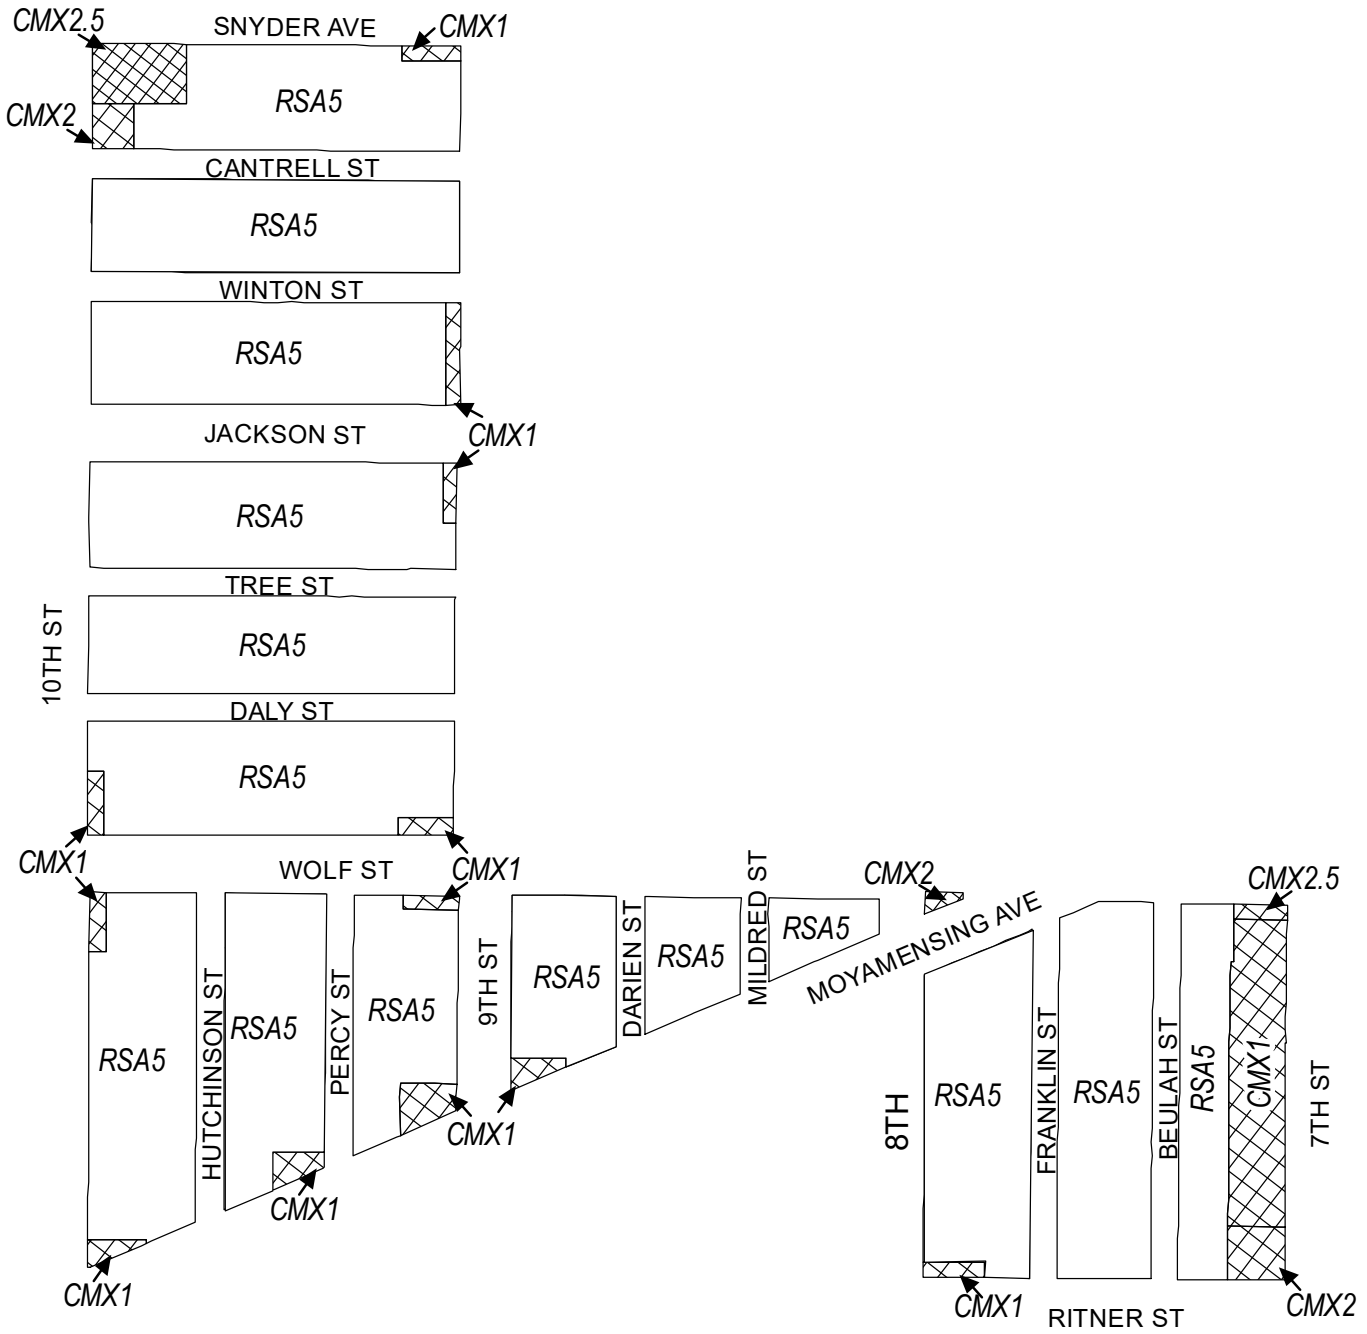 CMX2.5
SNYDER AVE
CMX1
RSA5
CMX2
CANTRELL ST
RSA5
WINTON ST
RSA5
JACKSON ST
CMX1
RSA5
TREE ST
10TH ST
RSA5
DALY ST
RSA5
CMX1
WOLF ST
CMX1
MILDRED ST
CMX2
CMX2.5
RSA5
RSA5
RSA5
RSA5
RSA5
RSA5
HUTCHINSON ST
PERCY ST
9TH ST
DARIEN ST
MOYAMENSING AVE
8TH
RSA5
FRANKLIN ST
RSA5
BEULAH ST
RSA5
CMX1
7TH ST
CMX1
CMX1
CMX1
CMX1
CMX2
RITNER ST